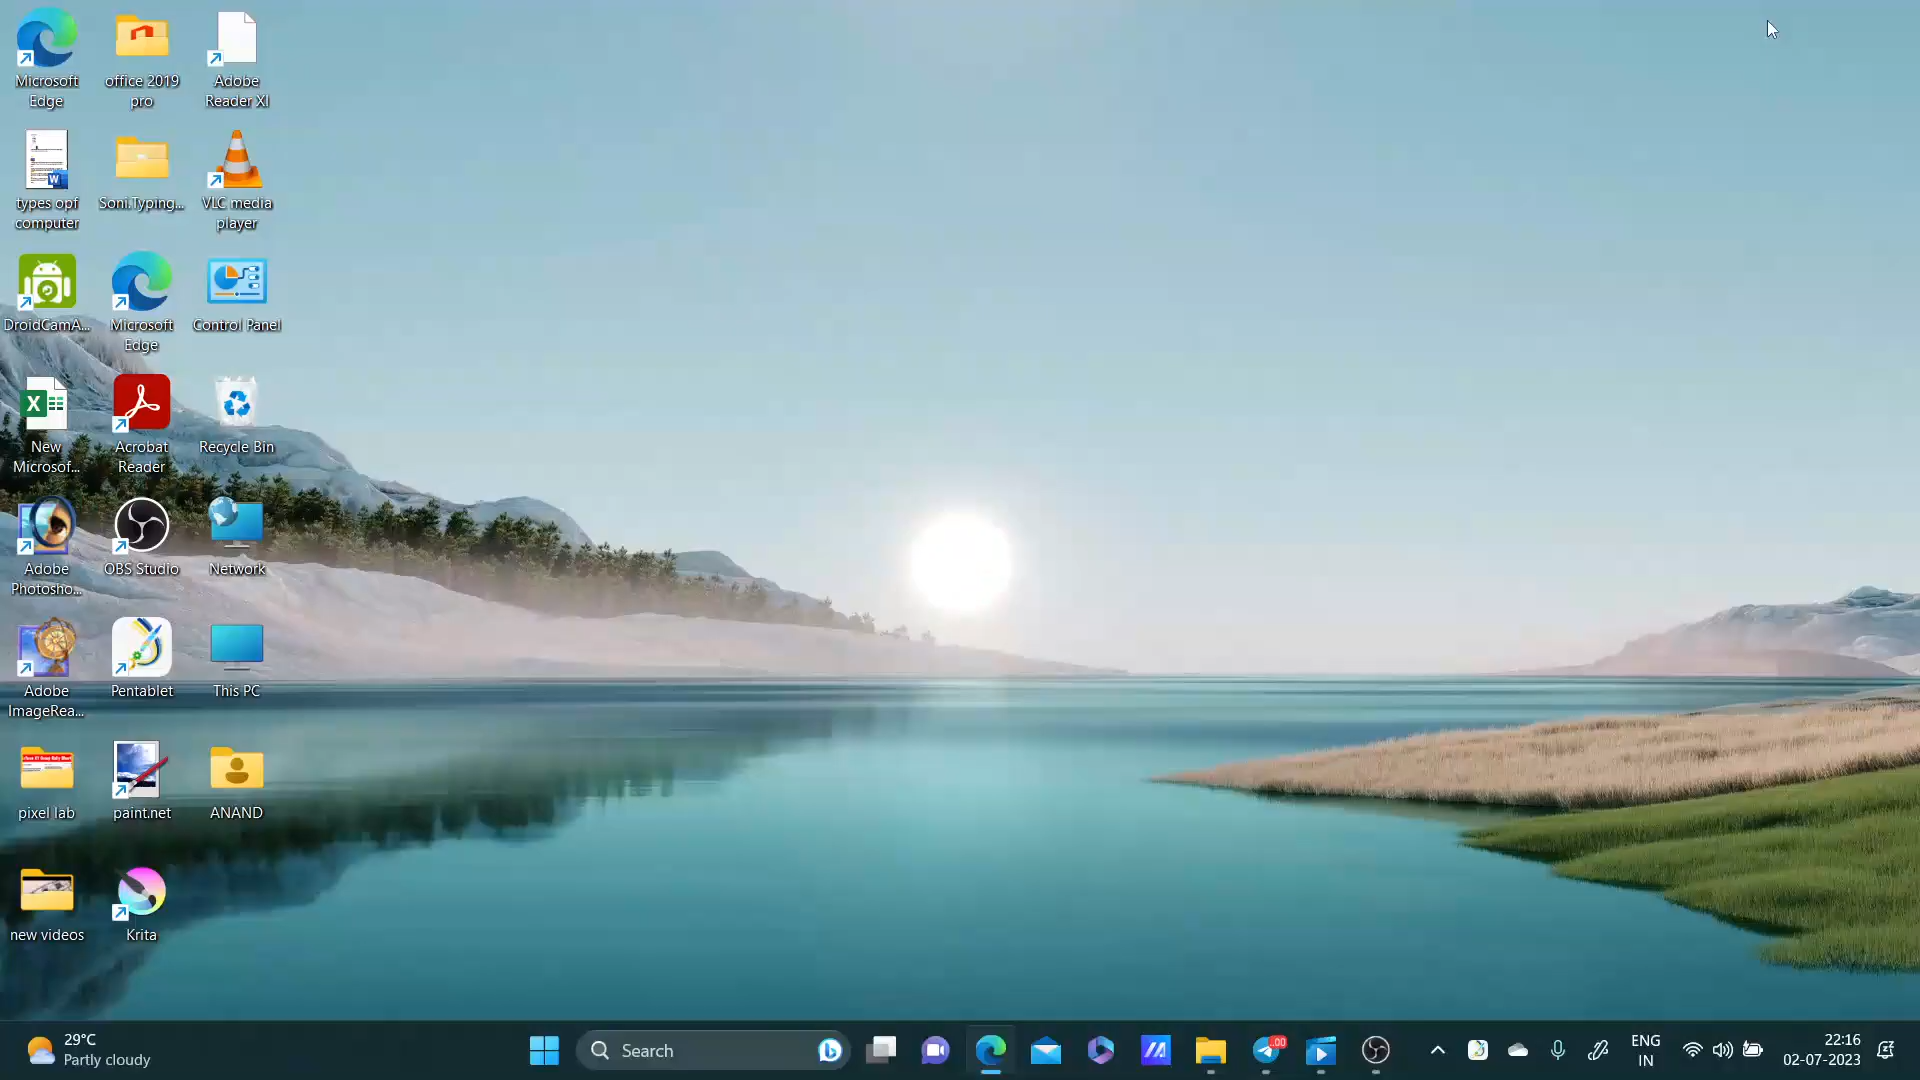 Microsoft
Edge
office 2019
pro
Adobe
Reader XI
types opf
computer
Soni.Typing...
VLC media
player
DroidCamA...
Microsoft
Edge
Control Panel
New
Microsof...
Acrobat
Reader
Recycle Bin
Adobe
Photosho...
OBS Studio
Network
Adobe
ImageRea...
Pentablet
This PC
pixel lab
paint.net
ANAND
new videos
Krita
29°C
Partly cloudy
Search
.00
ENG
IN
22:16
02-07-2023